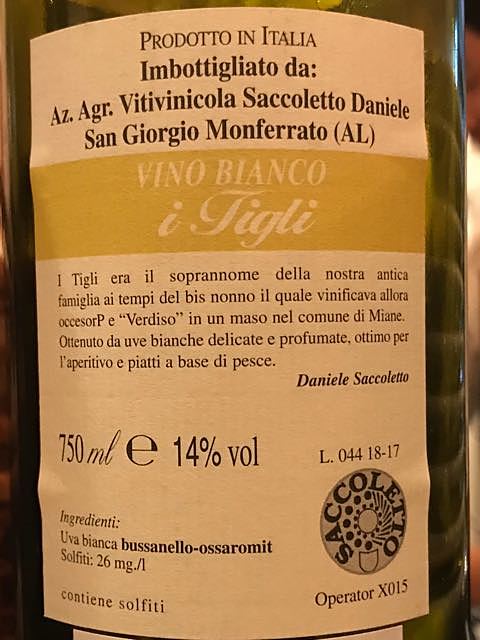 PRODOTTO IN ITALIA
Imbottigliato da:
Az. Agr. Vitivinicola Saccoletto Daniele
San Giorgio Monferrato (AL)
VINO BIANCO
i Tigli
I Tigli era il soprannome della nostra antica
famiglia ai tempi del bis nonno il quale vinificava allora
occesorP e “Verdiso” in un maso nel comune di Miane.
Ottenuto da uve bianche delicate e profumate, ottimo per
l'aperitivo e piatti a base di pesce.
Daniele Saccoletto
750 ml e 14% vol
L. 044 18-17
SACCOLETTO
Ingredienti:
Uva bianca bussanello-ossaromit
Solfiti: 26 mg./l
contiene solfiti
Operator X015